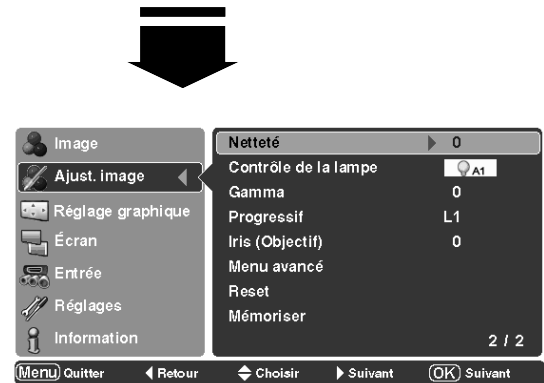 Image
Ajust. image
Réglage graphique
Écran
Entrée
Réglages
Information
Netteté 0
Contrôle de la lampe A1
Gamma 0
Progressif L1
Iris (Objectif) 0
Menu avancé
Reset
Mémoriser
2 / 2
Menu Quitter Retour Choisir Suivant OK Suivant